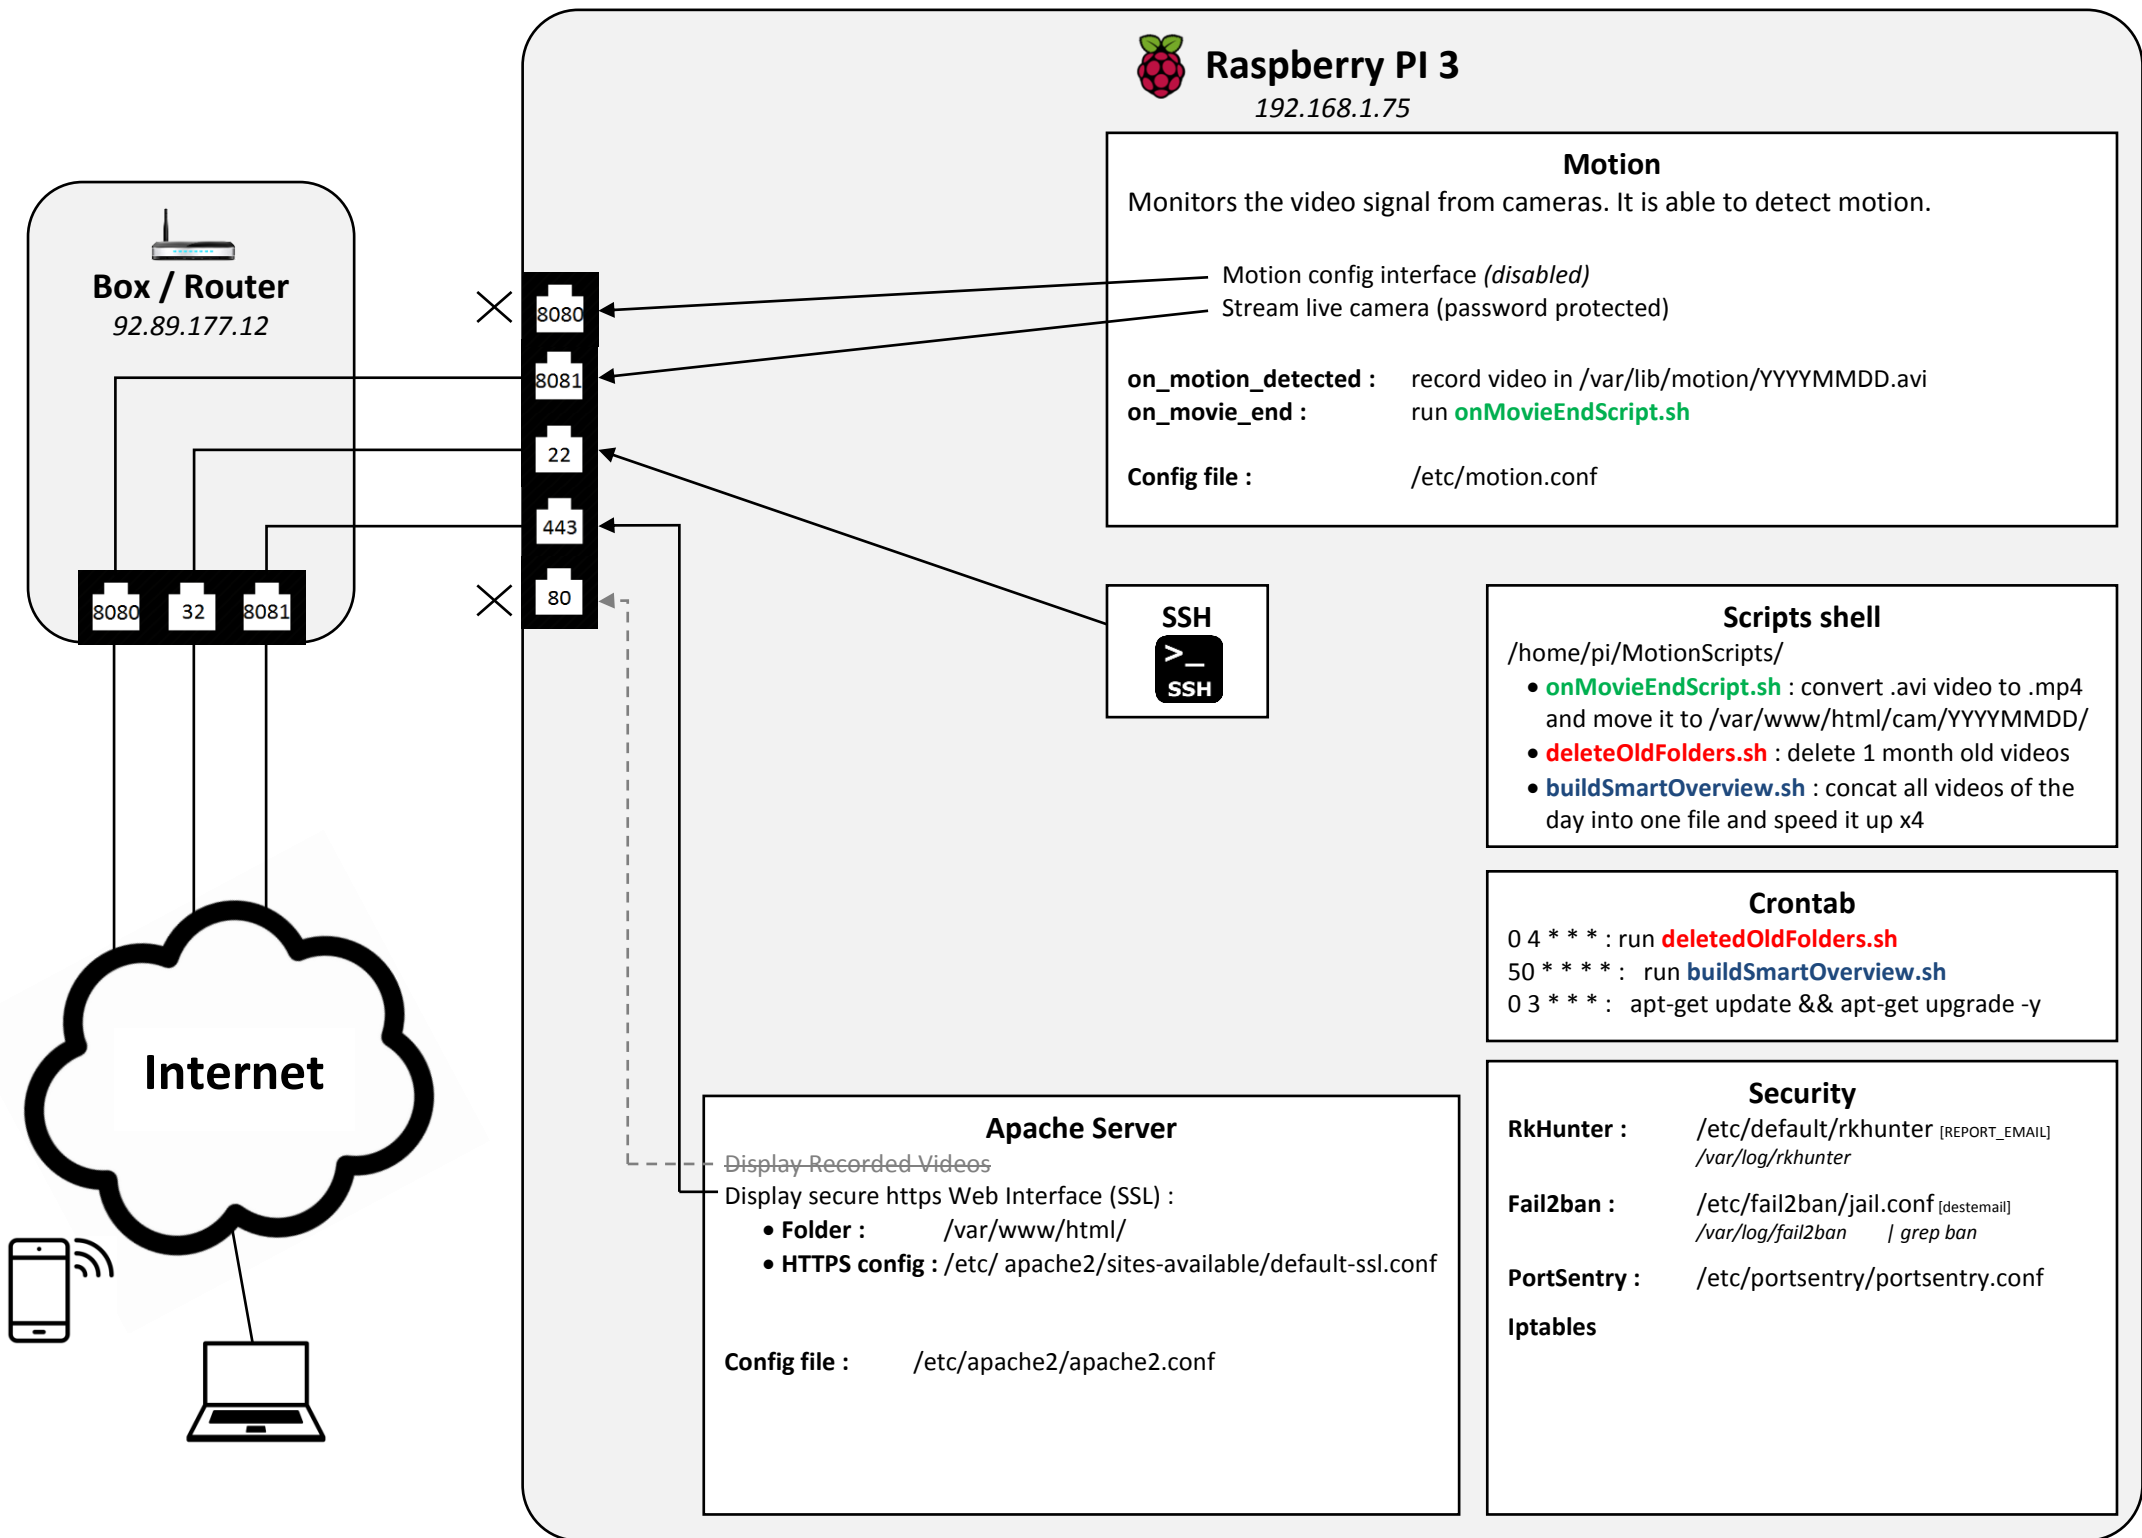 Raspberry PI 3
192.168.1.75
Motion
Monitors the video signal from cameras. It is able to detect motion.
Motion config interface (disabled)
Stream live camera (password protected)
on_motion_detected : record video in /var/lib/motion/YYYYMMDD.avi
on_movie_end : run onMovieEndScript.sh
Config file : /etc/motion.conf
Box / Router
92.89.177.12
8080
8081
22
443
80
8080 32 8081
SSH
>_
SSH
Scripts shell
/home/pi/MotionScripts/
• onMovieEndScript.sh : convert .avi video to .mp4
and move it to /var/www/html/cam/YYYYMMDD/
• deleteOldFolders.sh : delete 1 month old videos
• buildSmartOverview.sh : concat all videos of the
day into one file and speed it up x4
Crontab
0 4 * * * : run deletedOldFolders.sh
50 * * * * : run buildSmartOverview.sh
0 3 * * * : apt-get update && apt-get upgrade -y
Internet
Apache Server
Display Recorded Videos
Display secure https Web Interface (SSL) :
• Folder : /var/www/html/
• HTTPS config : /etc/ apache2/sites-available/default-ssl.conf
Config file : /etc/apache2/apache2.conf
Security
RkHunter : /etc/default/rkhunter [REPORT_EMAIL]
/var/log/rkhunter
Fail2ban : /etc/fail2ban/jail.conf [destemail]
/var/log/fail2ban | grep ban
PortSentry : /etc/portsentry/portsentry.conf
Iptables